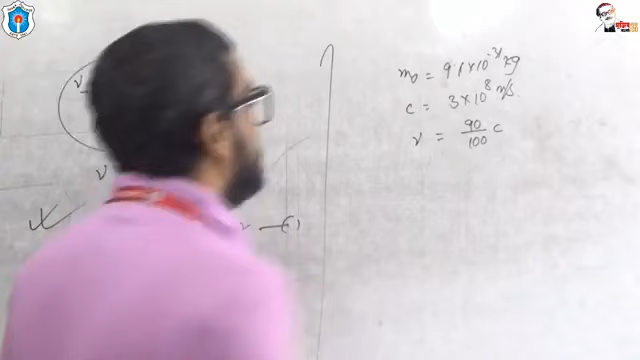 m₀ = 9.1×10⁻³¹ kg
c = 3×10⁸ m/s
v = 90/100 c
v
v